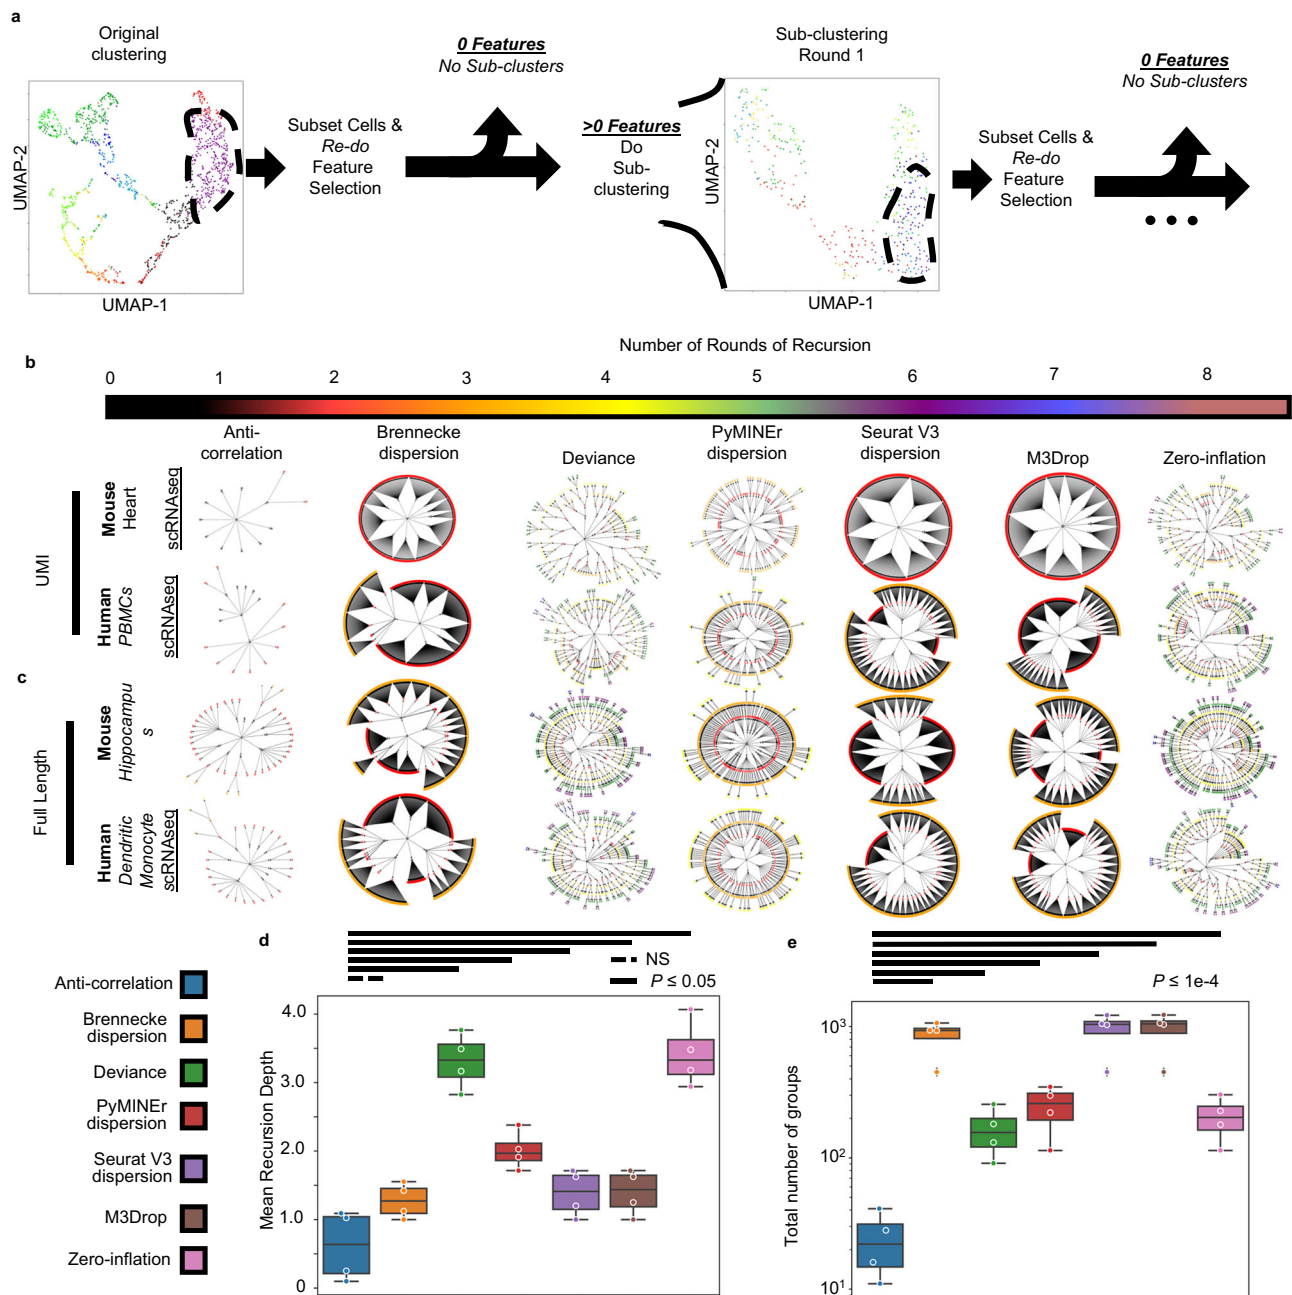 a
Original
clustering
UMAP-2
UMAP-1
Subset Cells &
Re-do
Feature
Selection
0 Features
No Sub-clusters
>0 Features
Do
Sub-
clustering
Sub-clustering
Round 1
UMAP-2
UMAP-1
Subset Cells &
Re-do
Feature
Selection
0 Features
No Sub-clusters
b
Number of Rounds of Recursion
0 1 2 3 4 5 6 7 8
Anti-
correlation
Brennecke
dispersion
Deviance
PyMINEr
dispersion
Seurat V3
dispersion
M3Drop
Zero-inflation
UMI
Mouse
Heart
scRNAseq
Human
PBMCs
scRNAseq
c
Full Length
Mouse
Hippocampu
s
Human
Dendritic
Monocyte
scRNAseq
Anti-correlation
Brennecke
dispersion
Deviance
PyMINEr
dispersion
Seurat V3
dispersion
M3Drop
Zero-inflation
d
NS
P ≤ 0.05
Mean Recursion Depth
4.0
3.0
2.0
1.0
0
e
P ≤ 1e-4
Total number of groups
10³
10²
10¹